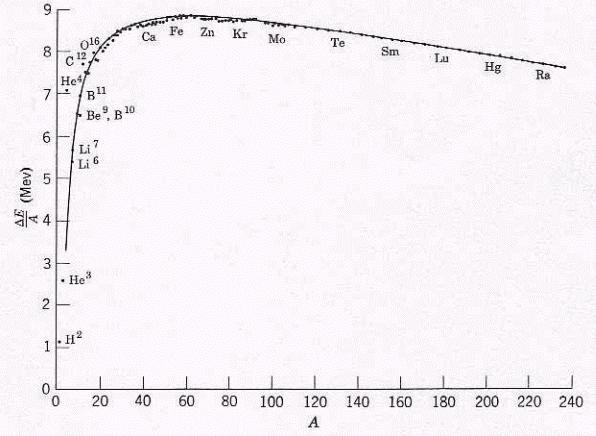 9
8
7
6
5
4
3
2
1
0
ΔE
A
(Mev)
O¹⁶
C¹²
He⁴
B¹¹
Be⁹, B¹⁰
Li⁷
Li⁶
He³
H²
Ca
Fe
Zn
Kr
Mo
Te
Sm
Lu
Hg
Ra
0 20 40 60 80 100 120 140 160 180 200 220 240
A